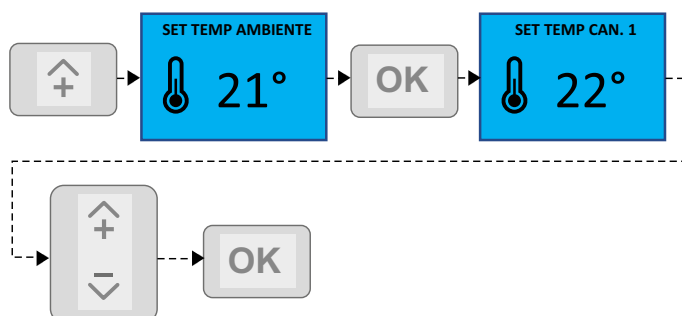 SET TEMP AMBIENTE
21°
+
OK
SET TEMP CAN. 1
22°
+
−
OK